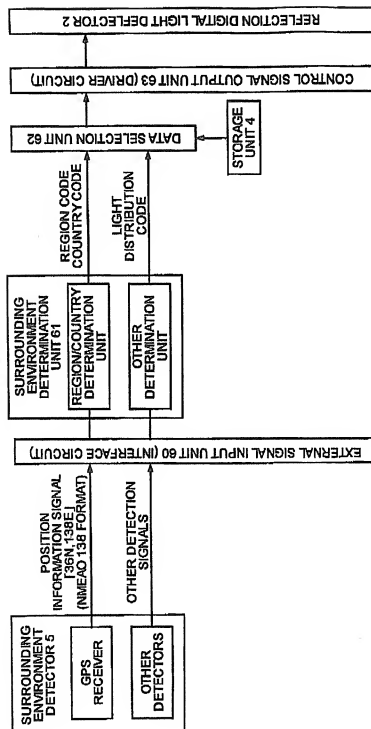 SURROUNDING
ENVIRONMENT
DETECTOR 5
GPS
RECEIVER
OTHER
DETECTORS
POSITION
INFORMATION SIGNAL
[36N,138E]
(NMEAO 138 FORMAT)
OTHER DETECTION
SIGNALS
EXTERNAL SIGNAL INPUT UNIT 60 (INTERFACE CIRCUIT)
SURROUNDING
ENVIRONMENT
DETERMINATION
UNIT 61
REGION/COUNTRY
DETERMINATION
UNIT
OTHER
DETERMINATION
UNIT
REGION CODE
COUNTRY CODE
LIGHT
DISTRIBUTION
CODE
DATA SELECTION UNIT 62
STORAGE
UNIT 4
CONTROL SIGNAL OUTPUT UNIT 63 (DRIVER CIRCUIT)
REFLECTION DIGITAL LIGHT DEFLECTOR 2